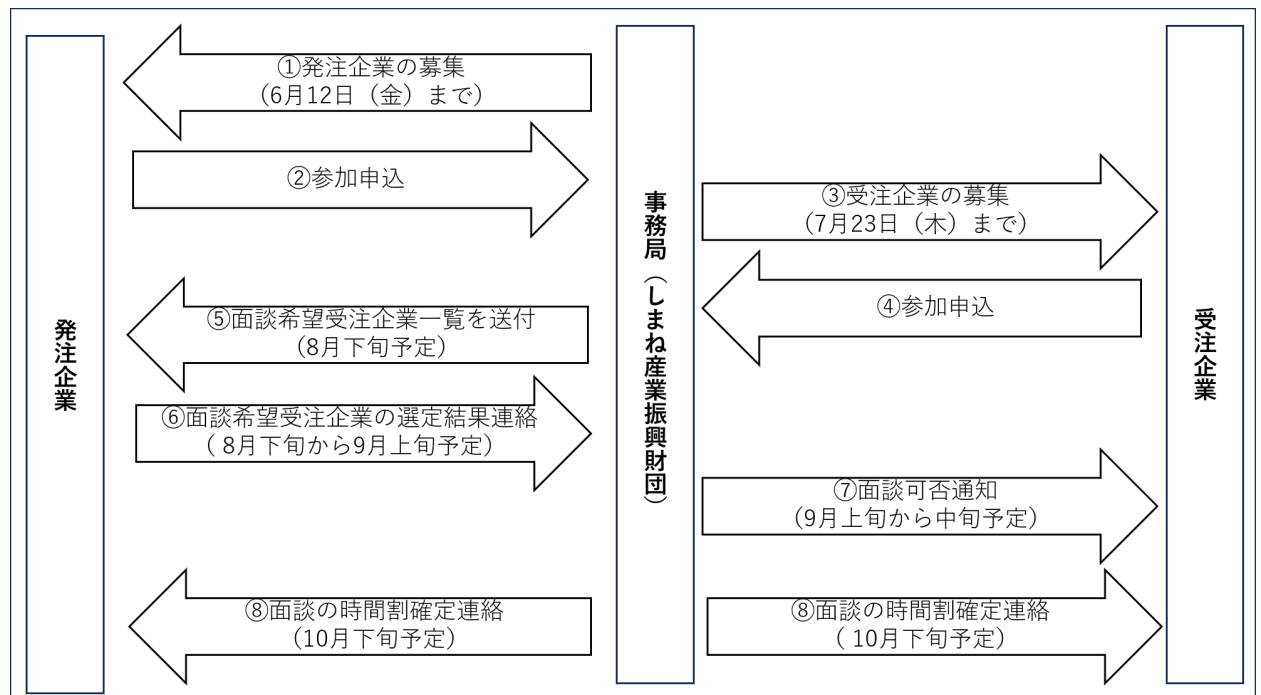 ①発注企業の募集
(6月12日（金）まで)
②参加申込
③受注企業の募集
(7月23日（木）まで)
④参加申込
⑤面談希望受注企業一覧を送付
(8月下旬予定)
⑥面談希望受注企業の選定結果連絡
( 8月下旬から9月上旬予定)
⑦面談可否通知
(9月上旬から中旬予定)
⑧面談の時間割確定連絡
(10月下旬予定)
⑧面談の時間割確定連絡
( 10月下旬予定)
発注企業
事務局（しまね産業振興財団）
受注企業